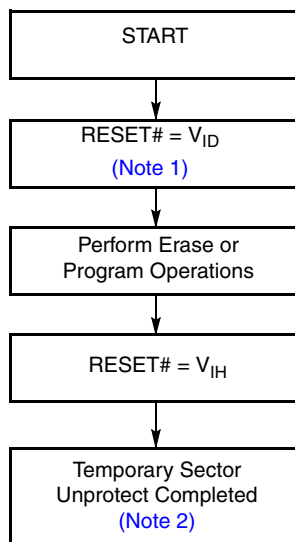 START
RESET# = VID
(Note 1)
Perform Erase or
Program Operations
RESET# = VIH
Temporary Sector
Unprotect Completed
(Note 2)